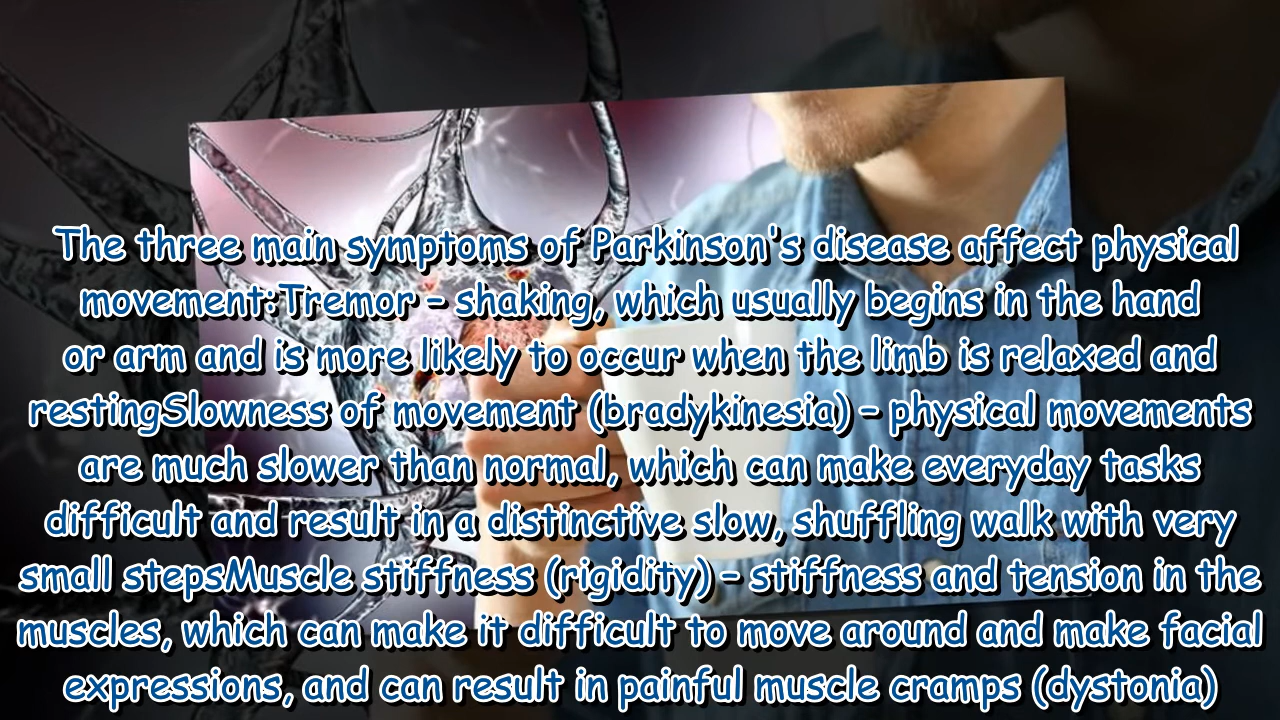 The three main symptoms of Parkinson's disease affect physical
movement:Tremor – shaking, which usually begins in the hand
or arm and is more likely to occur when the limb is relaxed and
restingSlowness of movement (bradykinesia) – physical movements
are much slower than normal, which can make everyday tasks
difficult and result in a distinctive slow, shuffling walk with very
small stepsMuscle stiffness (rigidity) – stiffness and tension in the
muscles, which can make it difficult to move around and make facial
expressions, and can result in painful muscle cramps (dystonia)